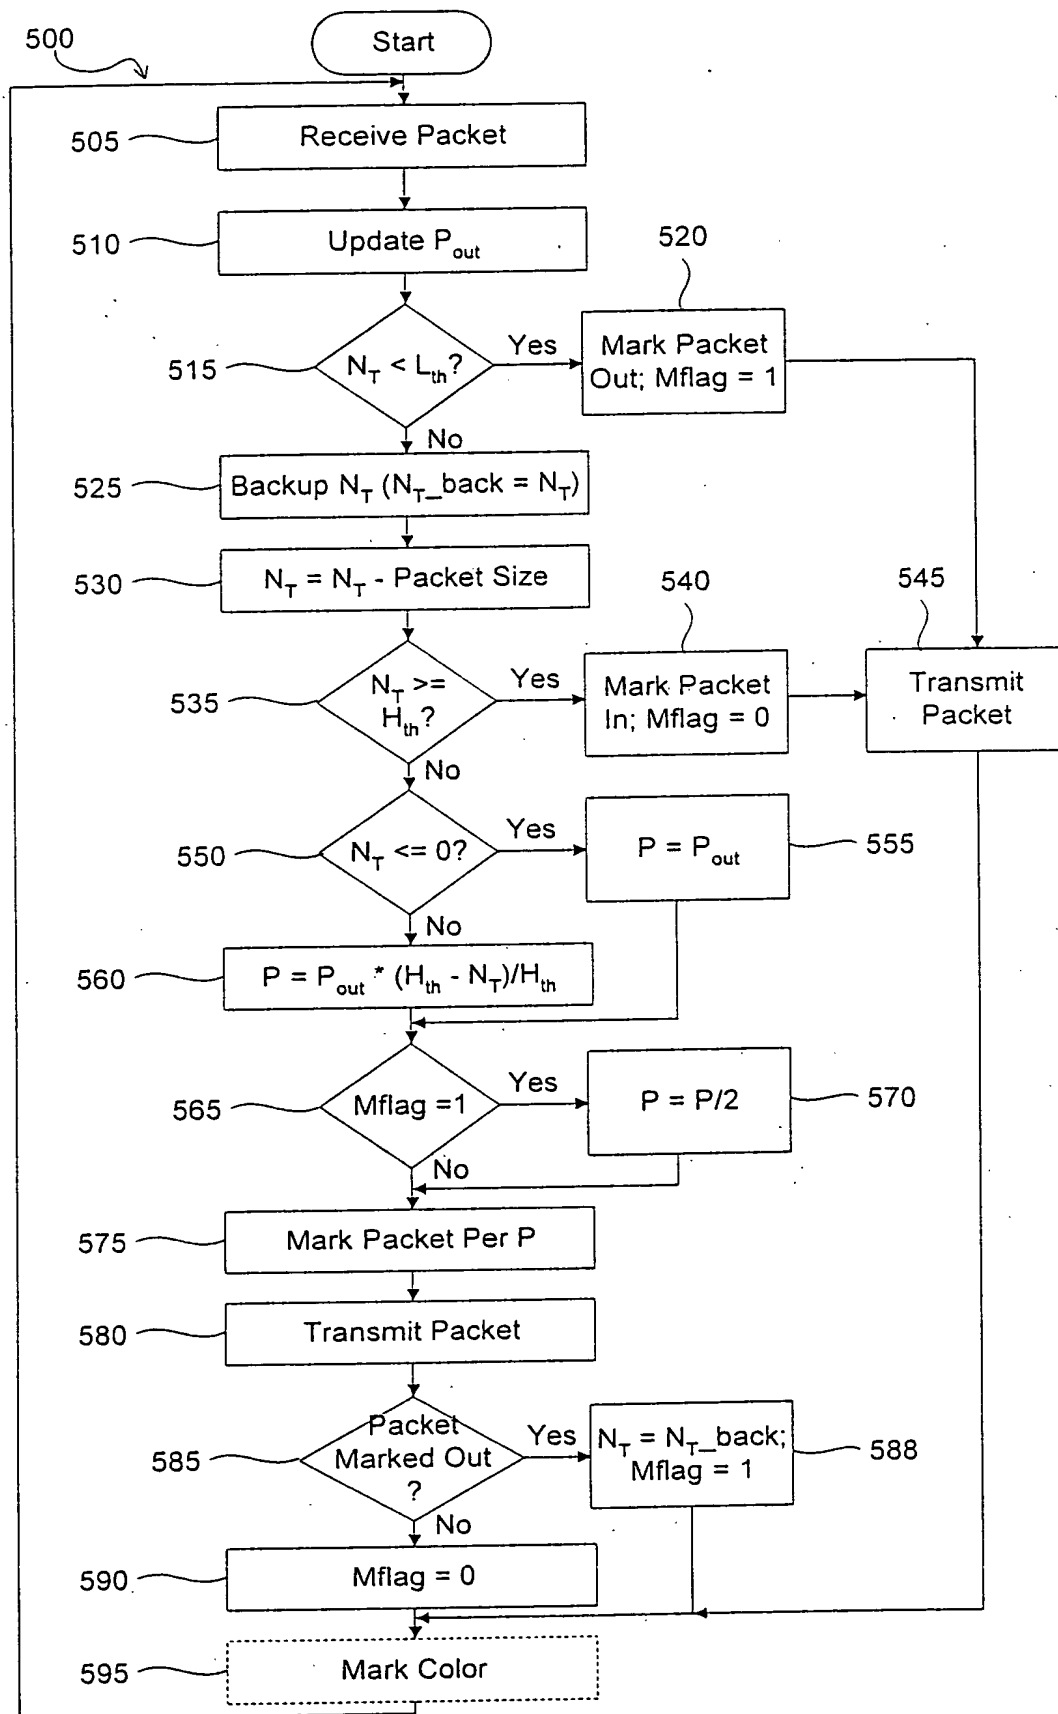 500
Start
505
Receive Packet
510
Update P_out
520
515
N_T < L_th?
Yes
Mark Packet
Out; Mflag = 1
No
525
Backup N_T (N_T_back = N_T)
530
N_T = N_T - Packet Size
540
545
535
N_T >=
H_th?
Yes
Mark Packet
In; Mflag = 0
Transmit
Packet
No
550
N_T <= 0?
Yes
P = P_out
555
No
560
P = P_out * (H_th - N_T)/H_th
565
Mflag =1
Yes
P = P/2
570
No
575
Mark Packet Per P
580
Transmit Packet
585
Packet
Marked Out
?
Yes
N_T = N_T_back;
Mflag = 1
588
No
590
Mflag = 0
595
Mark Color